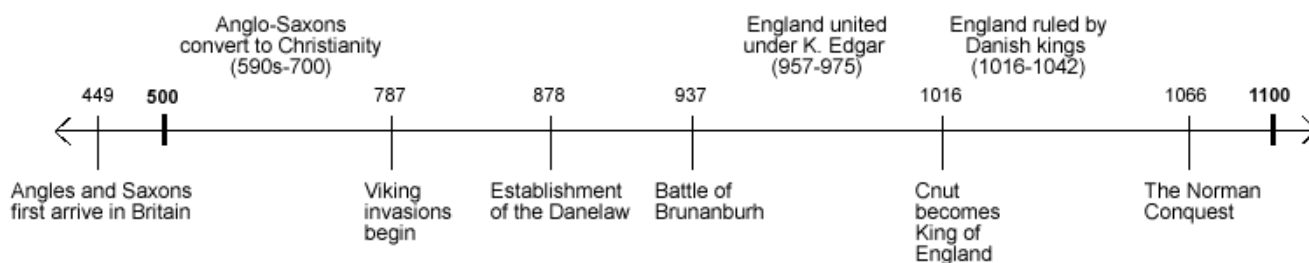 Anglo-Saxons
convert to Christianity
(590s-700)
England united
under K. Edgar
(957-975)
England ruled by
Danish kings
(1016-1042)
449
500
787
878
937
1016
1066
1100
Angles and Saxons
first arrive in Britain
Viking
invasions
begin
Establishment
of the Danelaw
Battle of
Brunanburh
Cnut
becomes
King of
England
The Norman
Conquest